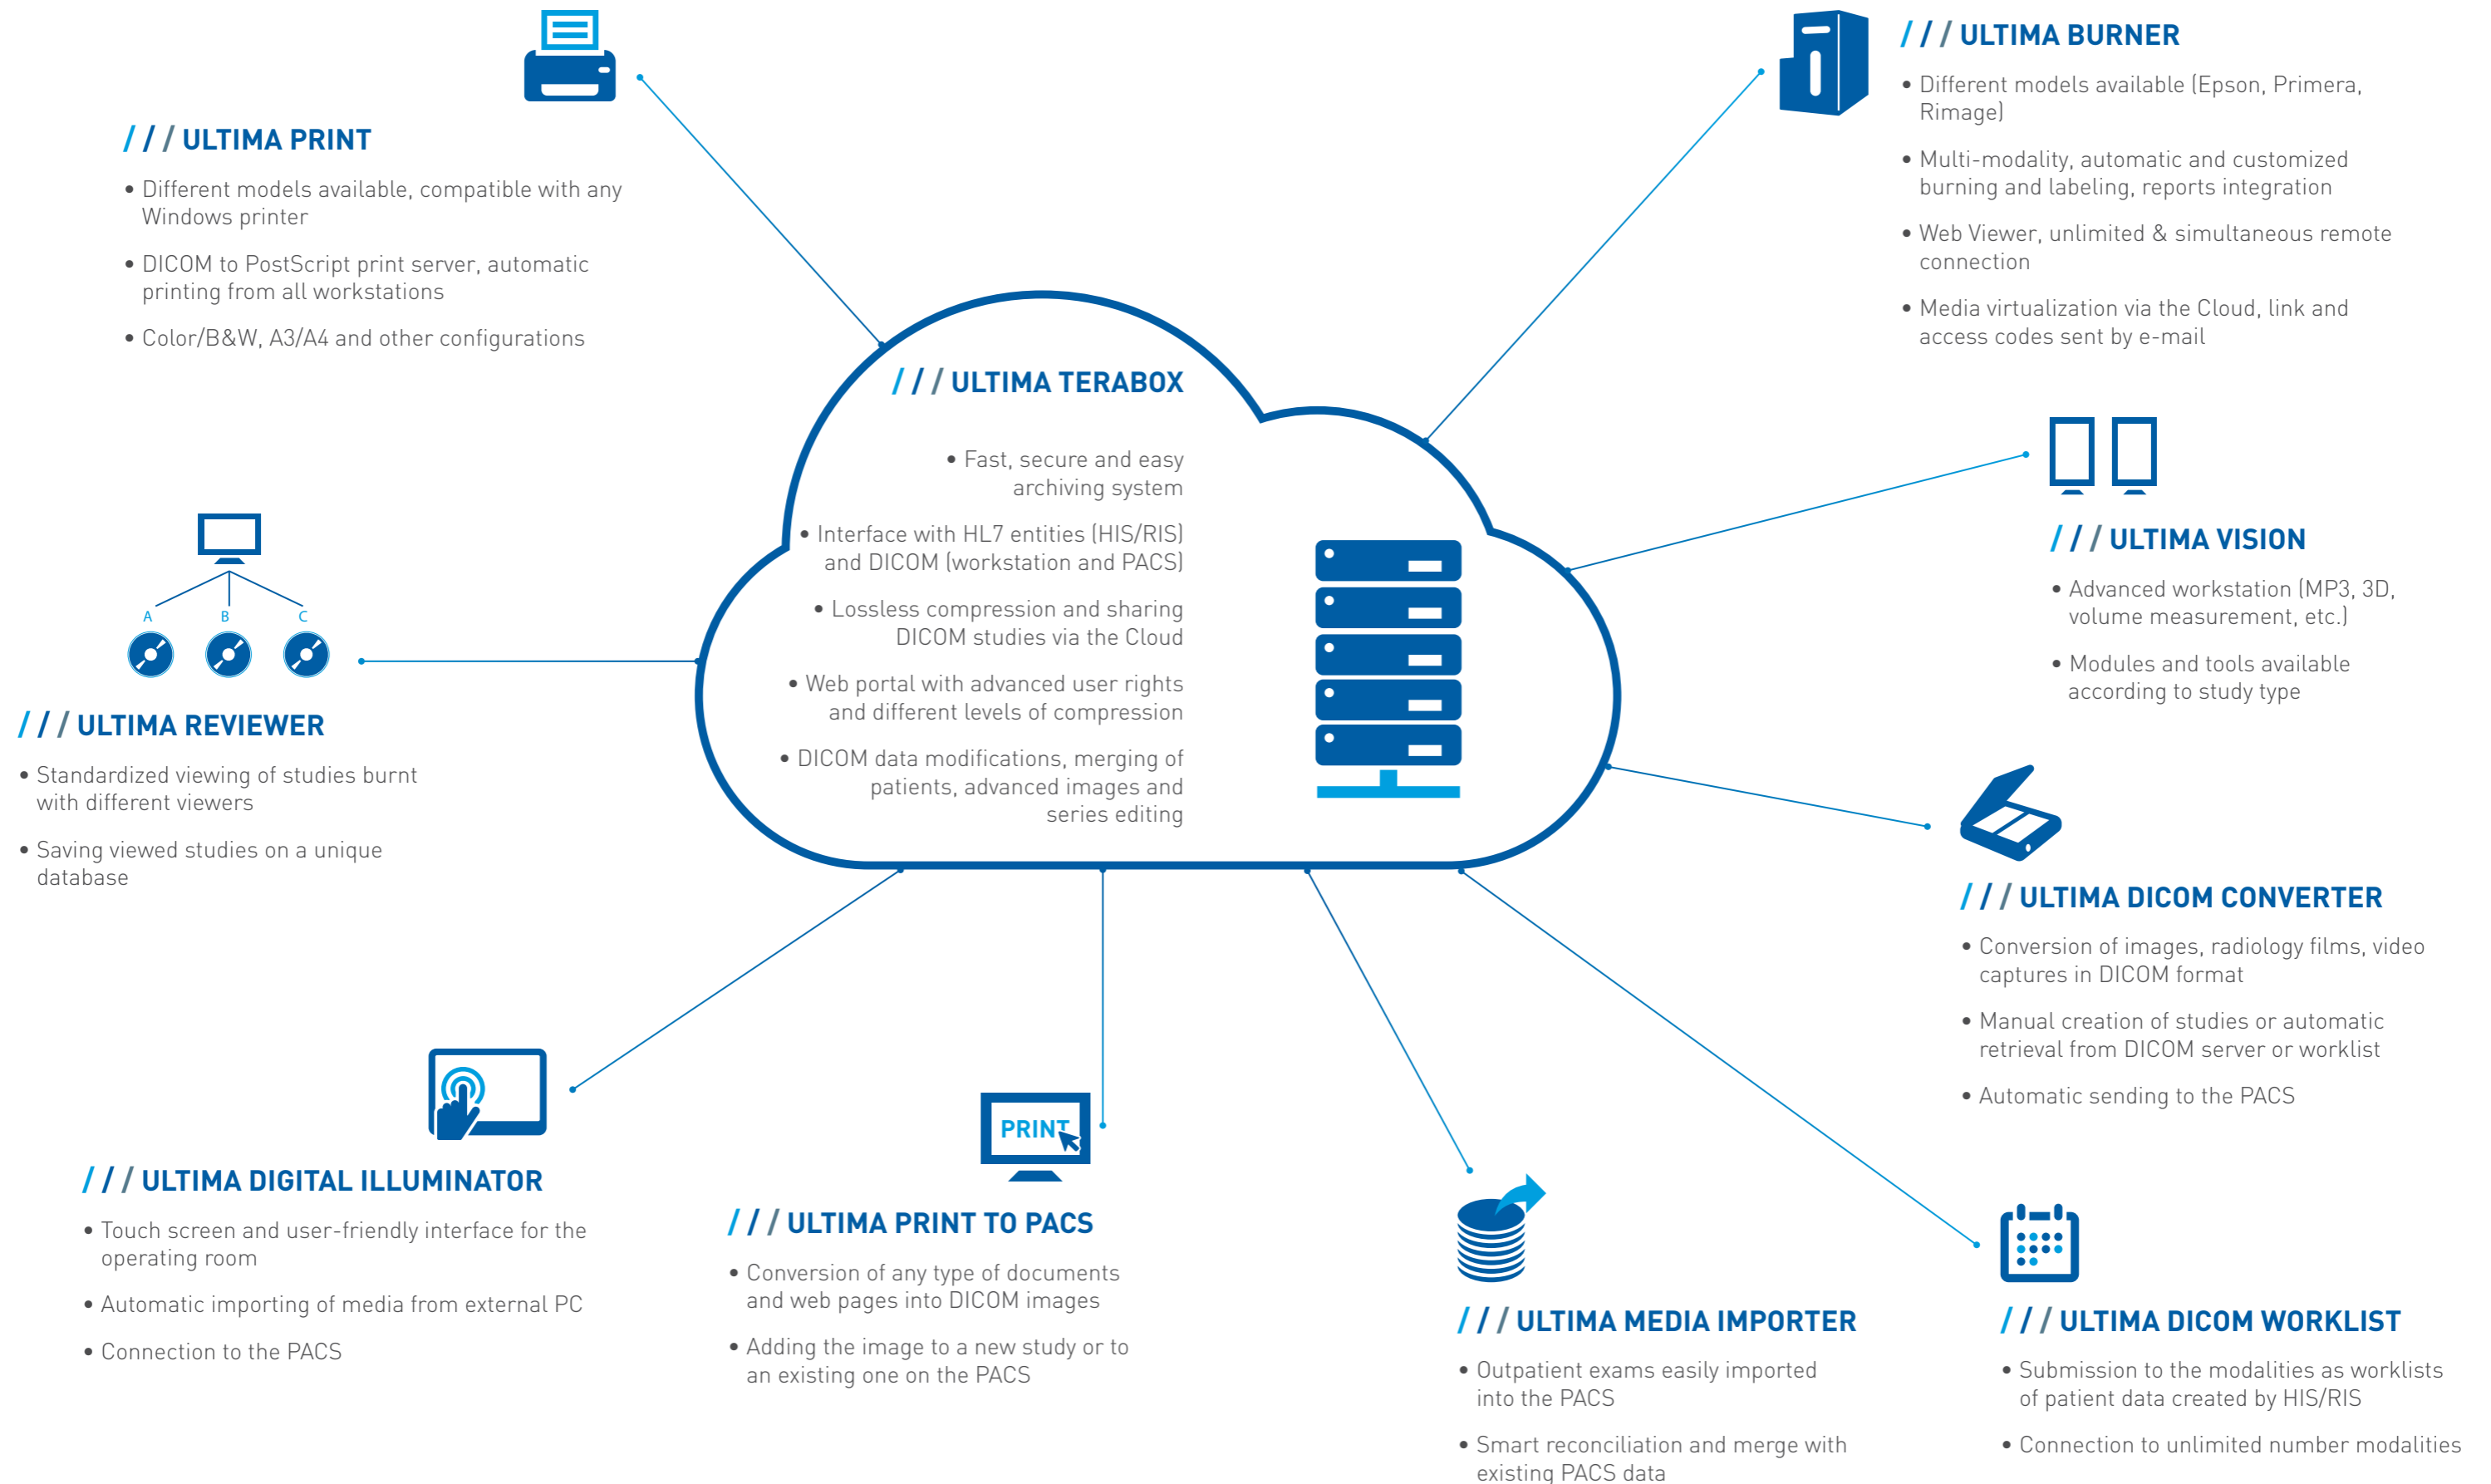 / / / ULTIMA PRINT
• Different models available, compatible with any
Windows printer
• DICOM to PostScript print server, automatic
printing from all workstations
• Color/B&W, A3/A4 and other configurations
/ / / ULTIMA BURNER
• Different models available (Epson, Primera,
Rimage)
• Multi-modality, automatic and customized
burning and labeling, reports integration
• Web Viewer, unlimited & simultaneous remote
connection
• Media virtualization via the Cloud, link and
access codes sent by e-mail
/ / / ULTIMA TERABOX
• Fast, secure and easy
archiving system
• Interface with HL7 entities (HIS/RIS)
and DICOM (workstation and PACS)
• Lossless compression and sharing
DICOM studies via the Cloud
• Web portal with advanced user rights
and different levels of compression
• DICOM data modifications, merging of
patients, advanced images and
series editing
/ / / ULTIMA VISION
• Advanced workstation (MP3, 3D,
volume measurement, etc.)
• Modules and tools available
according to study type
A B C
/ / / ULTIMA REVIEWER
• Standardized viewing of studies burnt
with different viewers
• Saving viewed studies on a unique
database
/ / / ULTIMA DICOM CONVERTER
• Conversion of images, radiology films, video
captures in DICOM format
• Manual creation of studies or automatic
retrieval from DICOM server or worklist
• Automatic sending to the PACS
/ / / ULTIMA DIGITAL ILLUMINATOR
• Touch screen and user-friendly interface for the
operating room
• Automatic importing of media from external PC
• Connection to the PACS
PRINT
/ / / ULTIMA PRINT TO PACS
• Conversion of any type of documents
and web pages into DICOM images
• Adding the image to a new study or to
an existing one on the PACS
/ / / ULTIMA MEDIA IMPORTER
• Outpatient exams easily imported
into the PACS
• Smart reconciliation and merge with
existing PACS data
/ / / ULTIMA DICOM WORKLIST
• Submission to the modalities as worklists
of patient data created by HIS/RIS
• Connection to unlimited number modalities